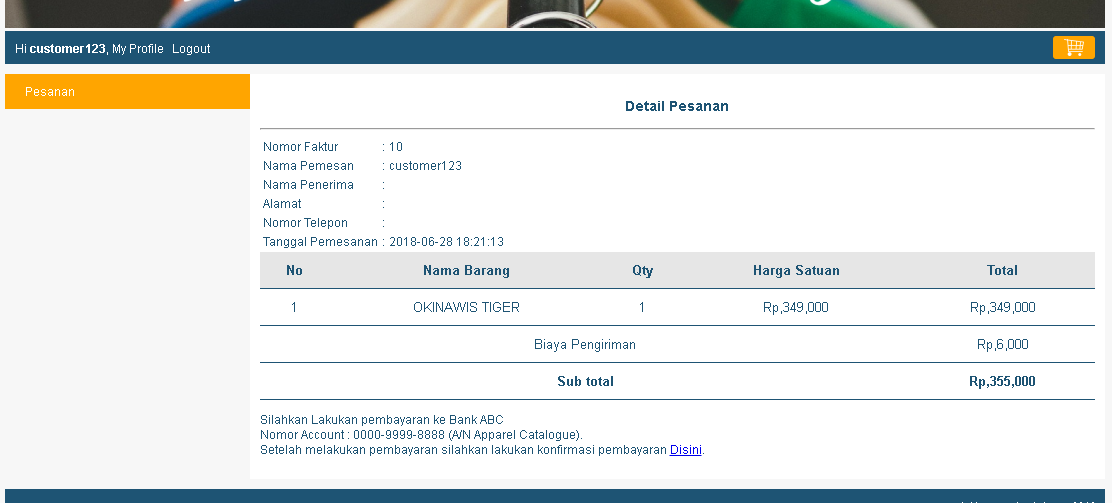 Hi customer123, My Profile Logout
Pesanan
Detail Pesanan
Nomor Faktur : 10
Nama Pemesan : customer123
Nama Penerima :
Alamat :
Nomor Telepon :
Tanggal Pemesanan : 2018-06-28 18:21:13
No Nama Barang Qty Harga Satuan Total
1 OKINAWIS TIGER 1 Rp,349,000 Rp,349,000
Biaya Pengiriman Rp,6,000
Sub total Rp,355,000
Silahkan Lakukan pembayaran ke Bank ABC
Nomor Account : 0000-9999-8888 (A/N Apparel Catalogue).
Setelah melakukan pembayaran silahkan lakukan konfirmasi pembayaran Disini.